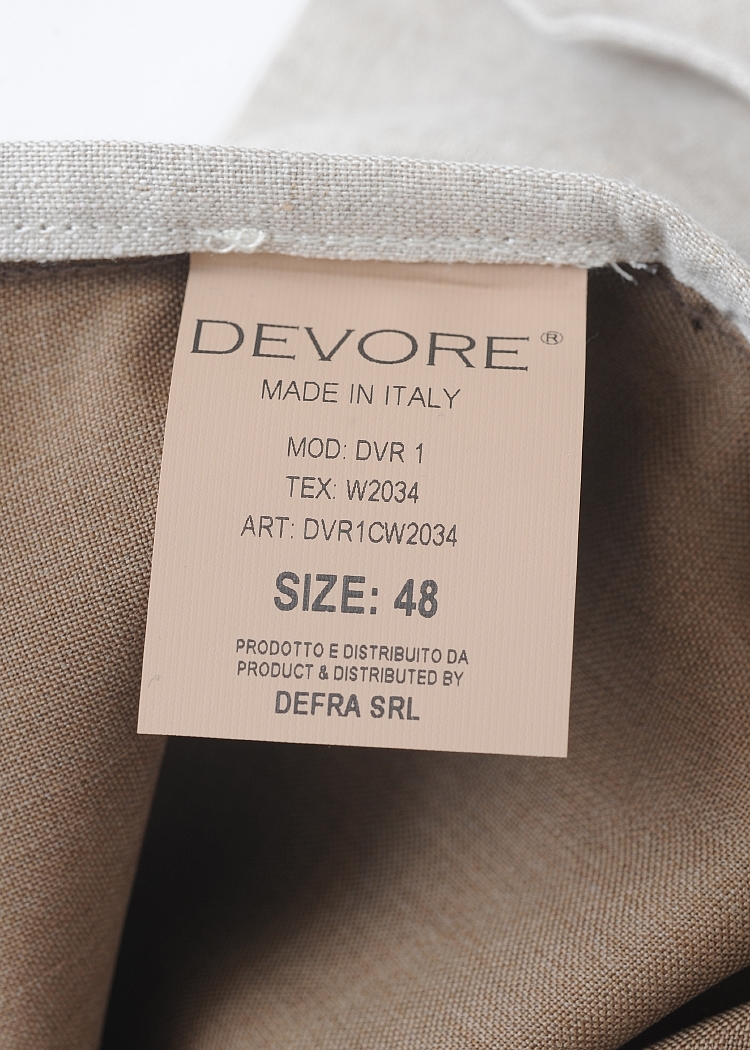 DEVORE®
MADE IN ITALY
MOD: DVR 1
TEX: W2034
ART: DVR1CW2034
SIZE: 48
PRODOTTO E DISTRIBUITO DA
PRODUCT & DISTRIBUTED BY
DEFRA SRL